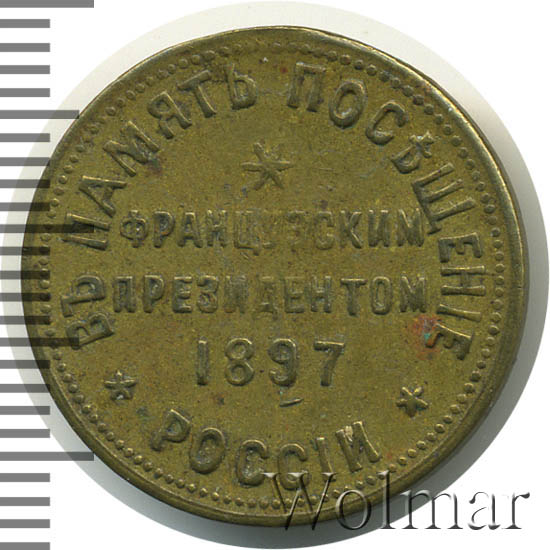 ВЪ ПАМЯТЬ ПОСѢЩЕНІЕ
ФРАНЦУЗСКИМ
ПРЕЗИДЕНТОМ
1897
РОССІИ
Wolmar